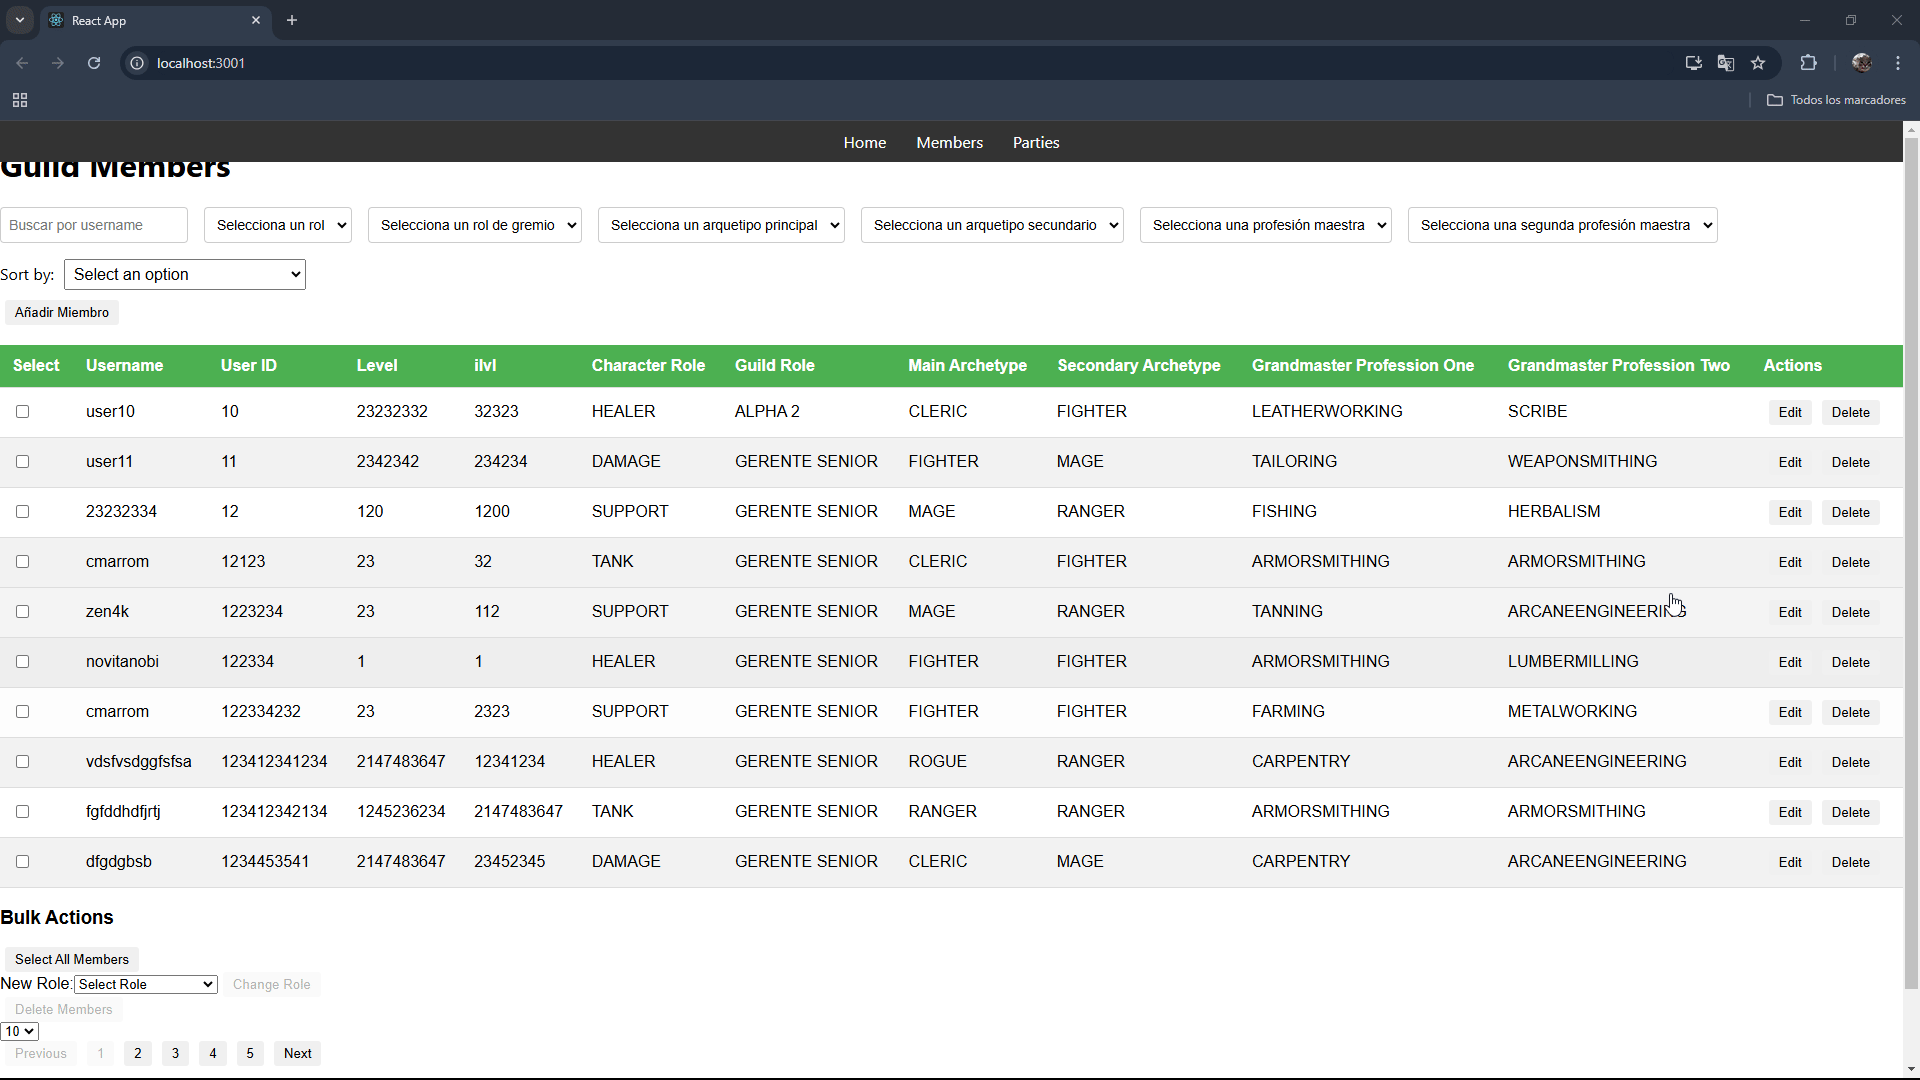 React App
localhost:3001
Todos los marcadores
Home Members Parties
Guild Members
Buscar por username Selecciona un rol Selecciona un rol de gremio Selecciona un arquetipo principal Selecciona un arquetipo secundario Selecciona una profesión maestra Selecciona una segunda profesión maestra
Sort by: Select an option
Añadir Miembro
Select Username User ID Level ilvl Character Role Guild Role Main Archetype Secondary Archetype Grandmaster Profession One Grandmaster Profession Two Actions
user10 10 23232332 32323 HEALER ALPHA 2 CLERIC FIGHTER LEATHERWORKING SCRIBE Edit Delete
user11 11 2342342 234234 DAMAGE GERENTE SENIOR FIGHTER MAGE TAILORING WEAPONSMITHING Edit Delete
23232334 12 120 1200 SUPPORT GERENTE SENIOR MAGE RANGER FISHING HERBALISM Edit Delete
cmarrom 12123 23 32 TANK GERENTE SENIOR CLERIC FIGHTER ARMORSMITHING ARMORSMITHING Edit Delete
zen4k 1223234 23 112 SUPPORT GERENTE SENIOR MAGE RANGER TANNING ARCANEENGINEERING Edit Delete
novitanobi 122334 1 1 HEALER GERENTE SENIOR FIGHTER FIGHTER ARMORSMITHING LUMBERMILLING Edit Delete
cmarrom 122334232 23 2323 SUPPORT GERENTE SENIOR FIGHTER FIGHTER FARMING METALWORKING Edit Delete
vdsfvsdggfsfsa 123412341234 2147483647 12341234 HEALER GERENTE SENIOR ROGUE RANGER CARPENTRY ARCANEENGINEERING Edit Delete
fgfddhdfjrtj 123412342134 1245236234 2147483647 TANK GERENTE SENIOR RANGER RANGER ARMORSMITHING ARMORSMITHING Edit Delete
dfgdgbsb 1234453541 2147483647 23452345 DAMAGE GERENTE SENIOR CLERIC MAGE CARPENTRY ARCANEENGINEERING Edit Delete
Bulk Actions
Select All Members
New Role: Select Role Change Role
Delete Members
10
Previous 1 2 3 4 5 Next